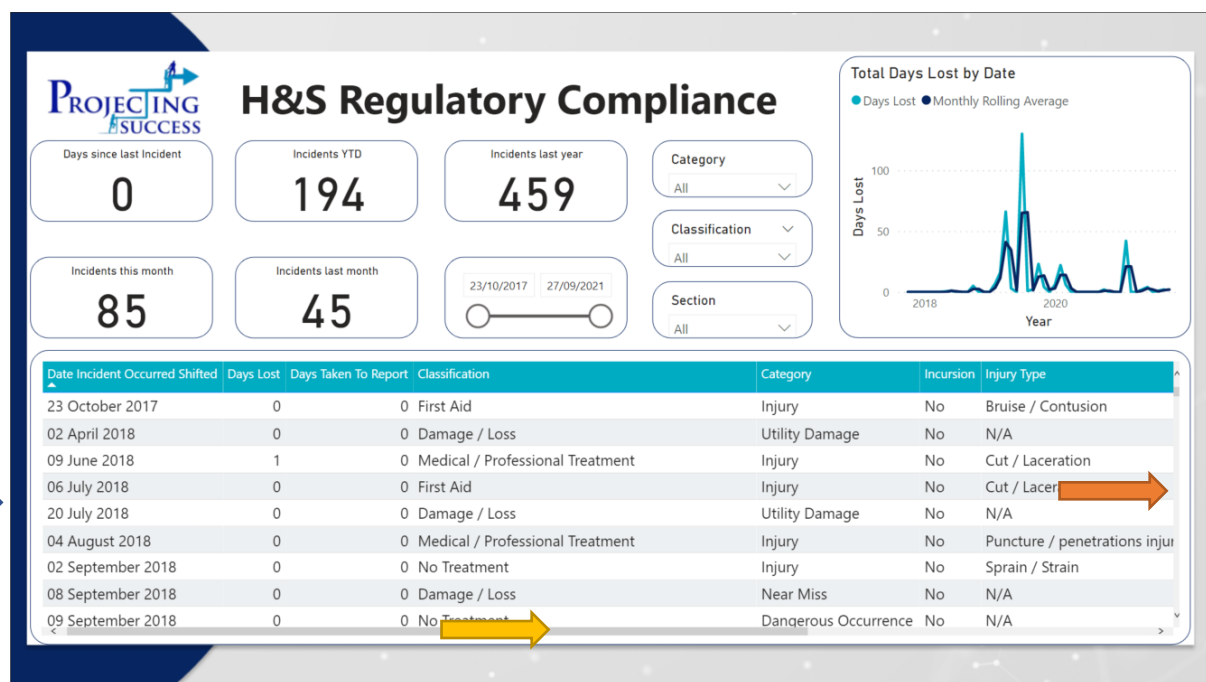 PROJECTING
SUCCESS
H&S Regulatory Compliance
Days since last Incident
0
Incidents YTD
194
Incidents last year
459
Incidents this month
85
Incidents last month
45
23/10/2017 27/09/2021
Category
All
Classification
All
Section
All
Total Days Lost by Date
Days Lost Monthly Rolling Average
Days Lost
100
50
0
2018 2020
Year
Date Incident Occurred Shifted Days Lost Days Taken To Report Classification Category Incursion Injury Type
23 October 2017 0 0 First Aid Injury No Bruise / Contusion
02 April 2018 0 0 Damage / Loss Utility Damage No N/A
09 June 2018 1 0 Medical / Professional Treatment Injury No Cut / Laceration
06 July 2018 0 0 First Aid Injury No Cut /
20 July 2018 0 0 Damage / Loss Utility Damage No N/A
04 August 2018 0 0 Medical / Professional Treatment Injury No Puncture / penetrations injur
02 September 2018 0 0 No Treatment Injury No Sprain / Strain
08 September 2018 0 0 Damage / Loss Near Miss No N/A
09 September 2018 0 0 No Dangerous Occurrence No N/A